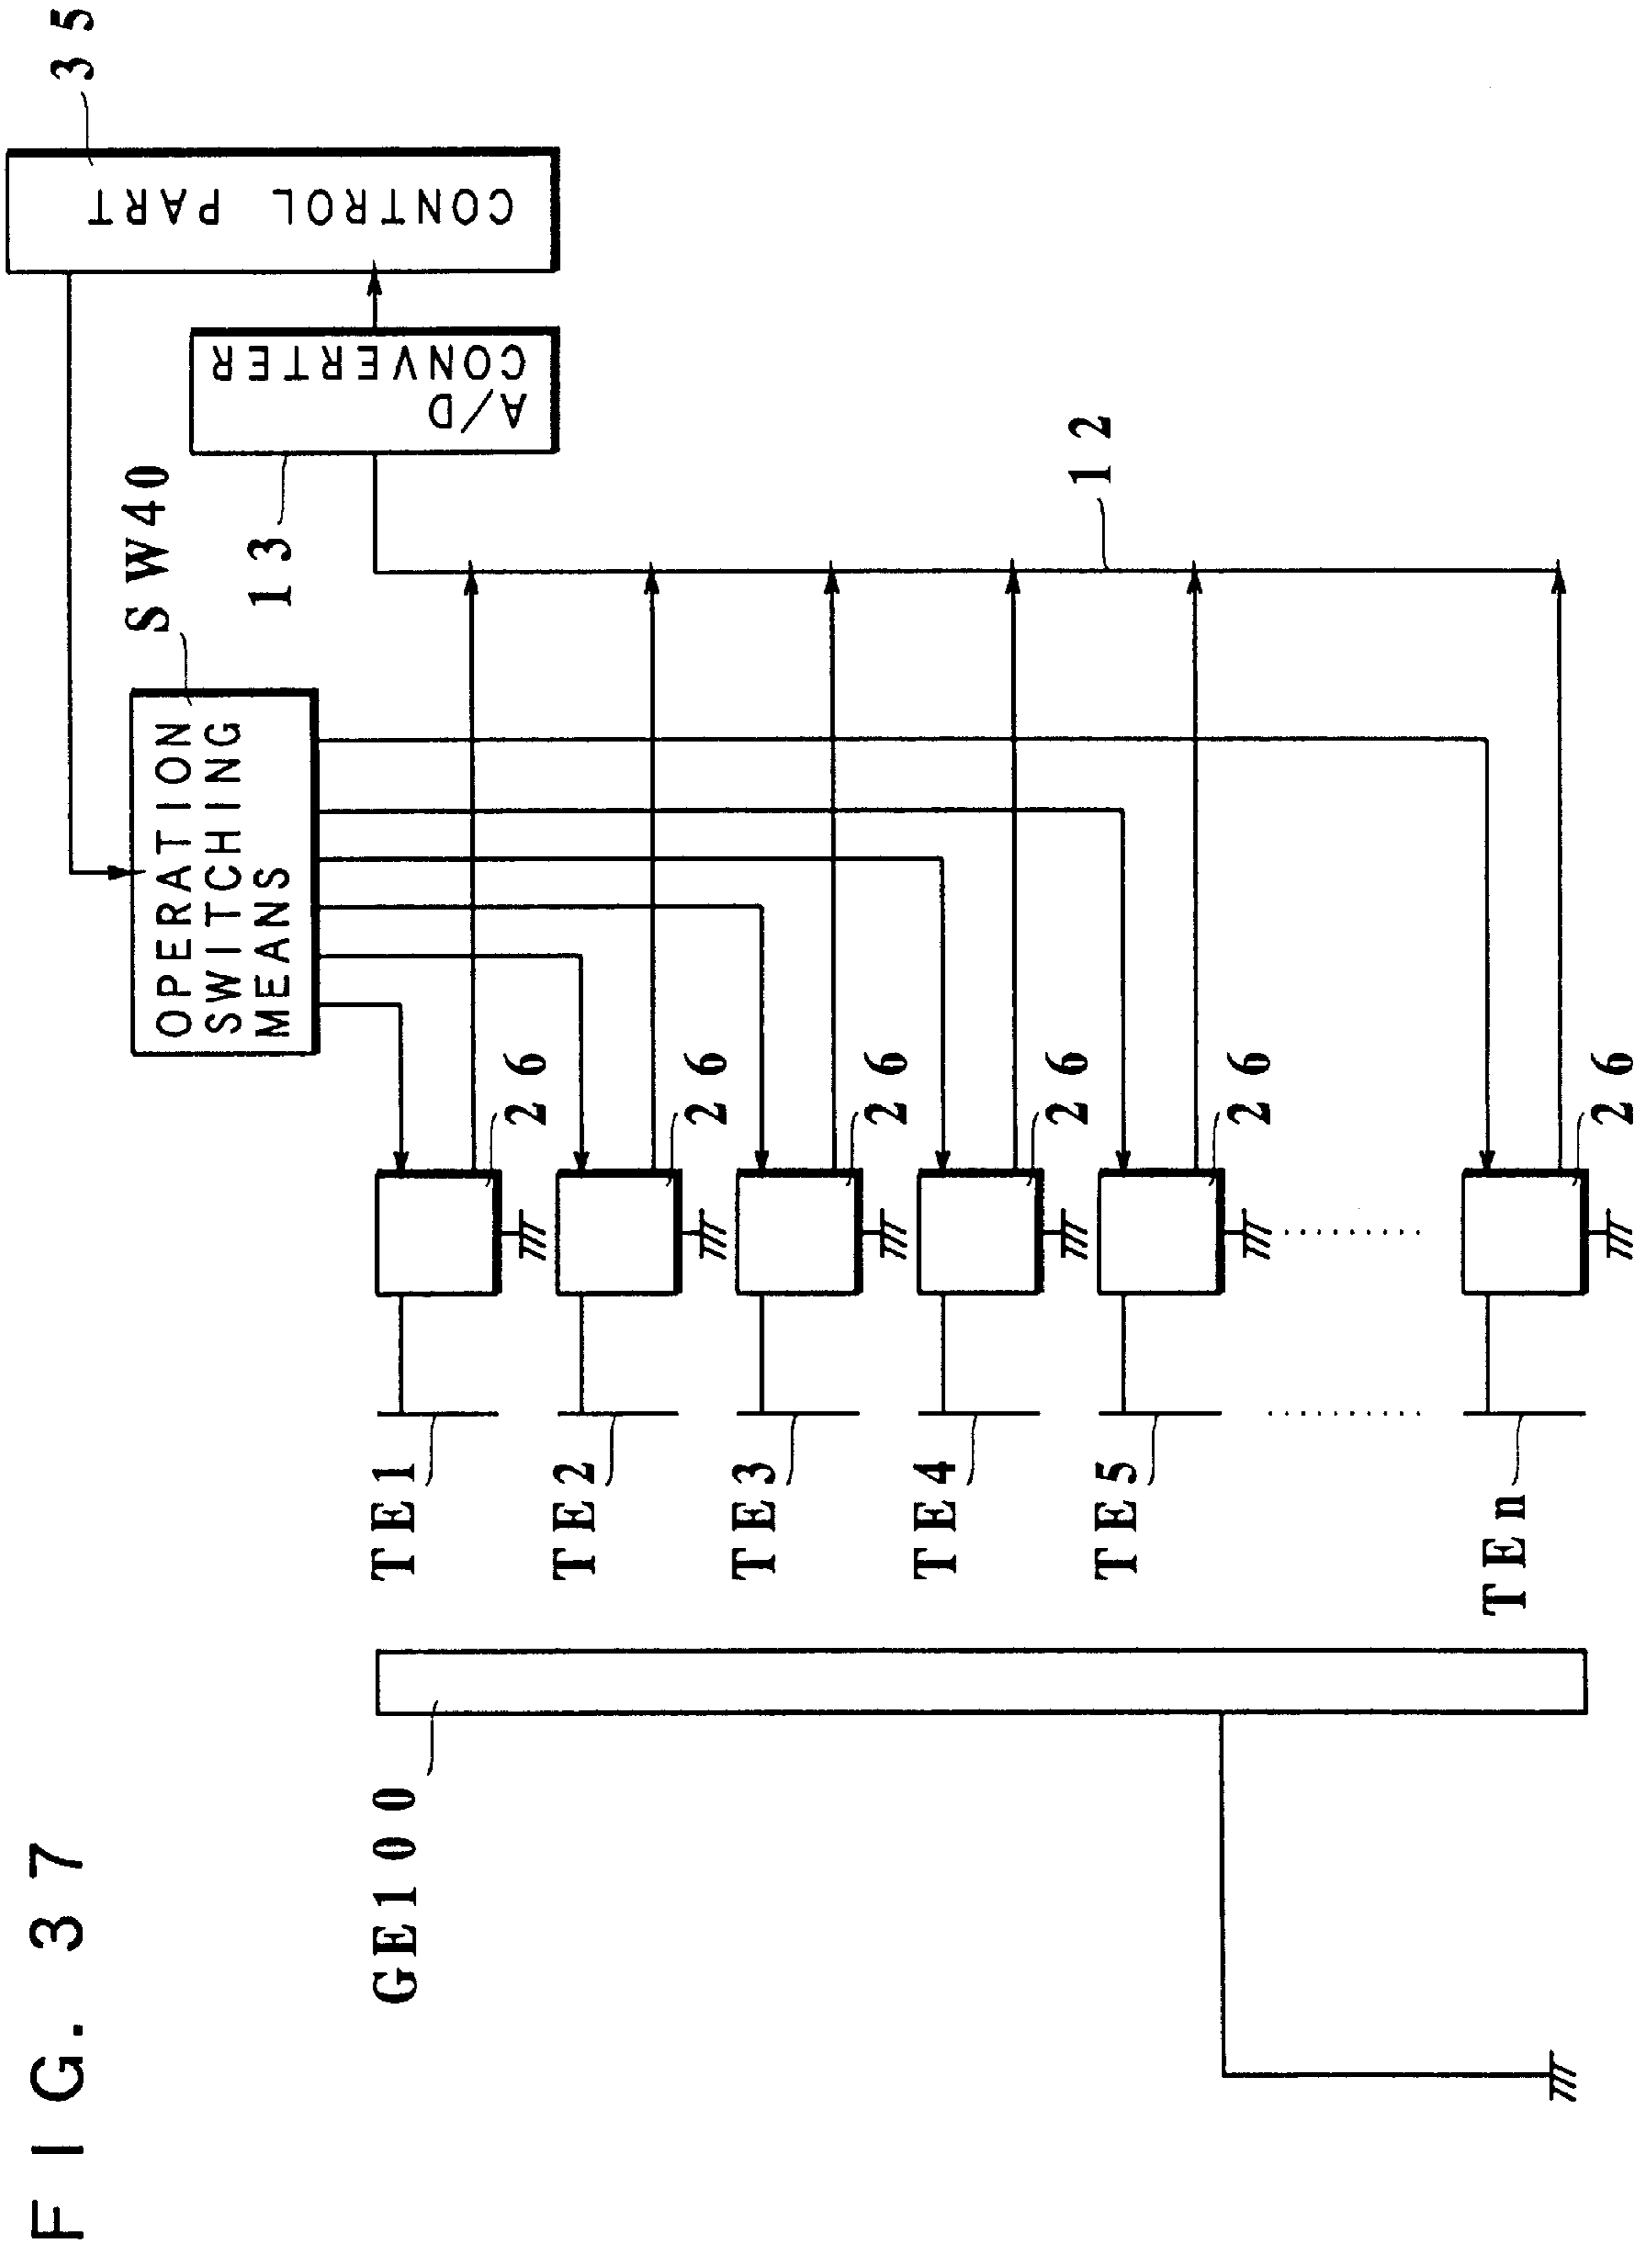 FIG. 37
SW40
35
OPERATION
SWITCHING
MEANS
13
A/D
CONVERTER
CONTROL PART
GE100
TE1
26
12
TE2
26
TE3
26
TE4
26
TE5
26
TEn
26